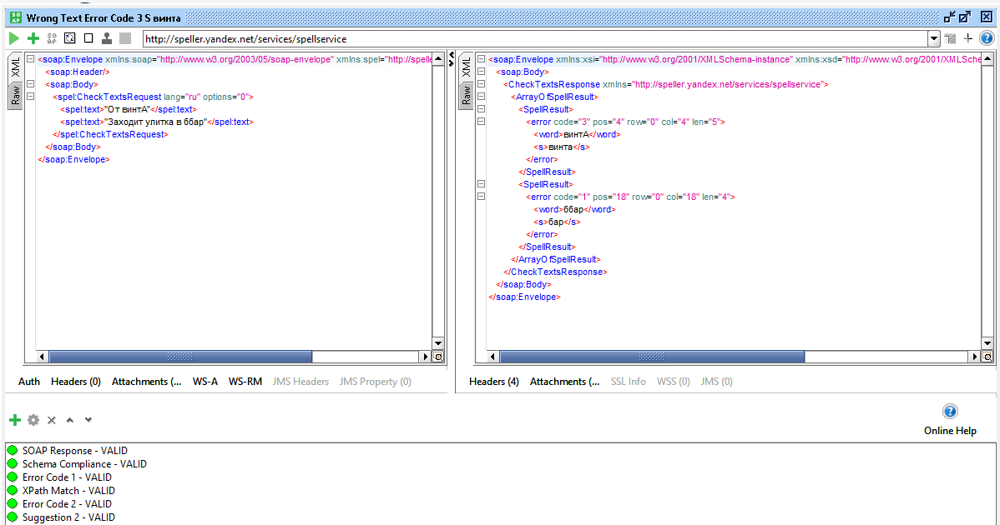 SO AP Wrong Text Error Code 3 S винта
http://speller.yandex.net/services/spellservice
XML
Raw
<soap:Envelope xmlns:soap="http://www.w3.org/2003/05/soap-envelope" xmlns:spel="http://spelle
<soap:Header/>
<soap:Body>
<spel:CheckTextsRequest lang="ru" options="0">
<spel:text>"От винтА"</spel:text>
<spel:text>"Заходит улитка в ббар"</spel:text>
</spel:CheckTextsRequest>
</soap:Body>
</soap:Envelope>
XML
Raw
<soap:Envelope xmlns:xsi="http://www.w3.org/2001/XMLSchema-instance" xmlns:xsd="http://www.w3.org/2001/XMLSche
<soap:Body>
<CheckTextsResponse xmlns="http://speller.yandex.net/services/spellservice">
<ArrayOfSpellResult>
<SpellResult>
<error code="3" pos="4" row="0" col="4" len="5">
<word>винтА</word>
<s>винта</s>
</error>
</SpellResult>
<SpellResult>
<error code="1" pos="18" row="0" col="18" len="4">
<word>ббар</word>
<s>бар</s>
</error>
</SpellResult>
</ArrayOfSpellResult>
</CheckTextsResponse>
</soap:Body>
</soap:Envelope>
Auth Headers (0) Attachments (... WS-A WS-RM JMS Headers JMS Property (0)
Headers (4) Attachments (... SSL Info WSS (0) JMS (0)
Online Help
SOAP Response - VALID
Schema Compliance - VALID
Error Code 1 - VALID
XPath Match - VALID
Error Code 2 - VALID
Suggestion 2 - VALID